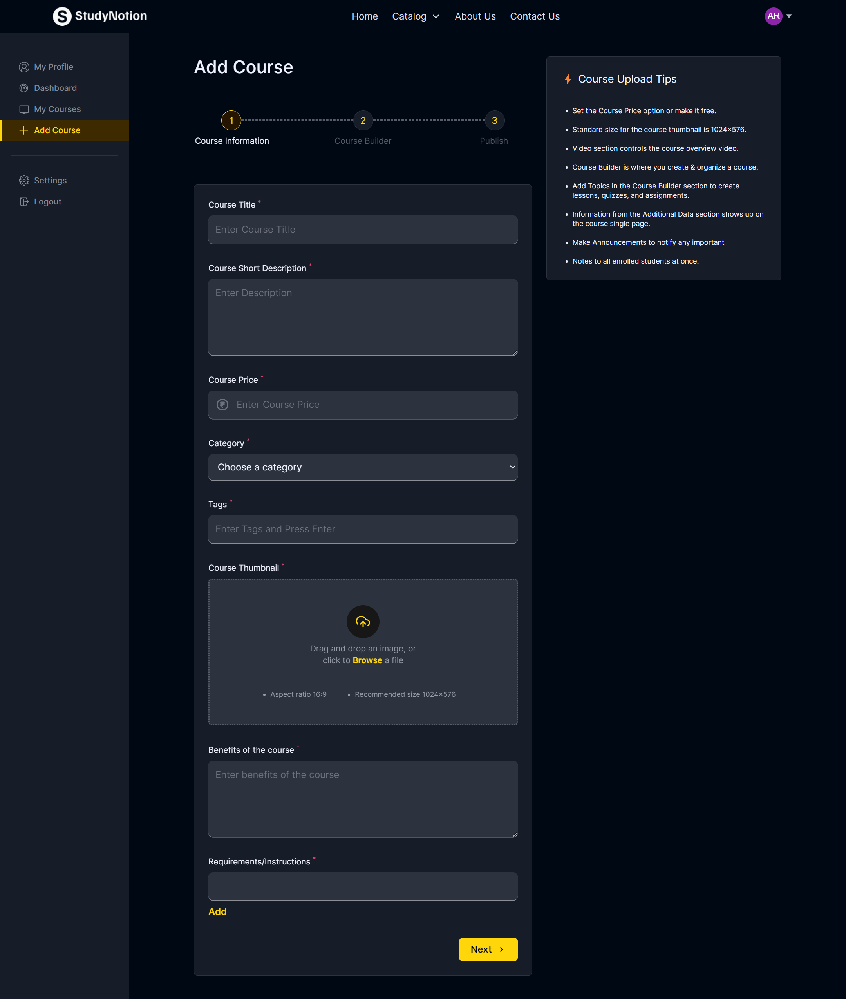 StudyNotion
Home
Catalog
About Us
Contact Us
AR
My Profile
Dashboard
My Courses
Add Course
Settings
Logout
Add Course
1
2
3
Course Information
Course Builder
Publish
Course Title *
Enter Course Title
Course Short Description *
Enter Description
Course Price *
₹
Enter Course Price
Category *
Choose a category
Tags *
Enter Tags and Press Enter
Course Thumbnail *
Drag and drop an image, or
click to Browse a file
• Aspect ratio 16:9
• Recommended size 1024×576
Benefits of the course *
Enter benefits of the course
Requirements/Instructions *
Add
Next
Course Upload Tips
• Set the Course Price option or make it free.
• Standard size for the course thumbnail is 1024×576.
• Video section controls the course overview video.
• Course Builder is where you create & organize a course.
• Add Topics in the Course Builder section to create
lessons, quizzes, and assignments.
• Information from the Additional Data section shows up on
the course single page.
• Make Announcements to notify any important
• Notes to all enrolled students at once.